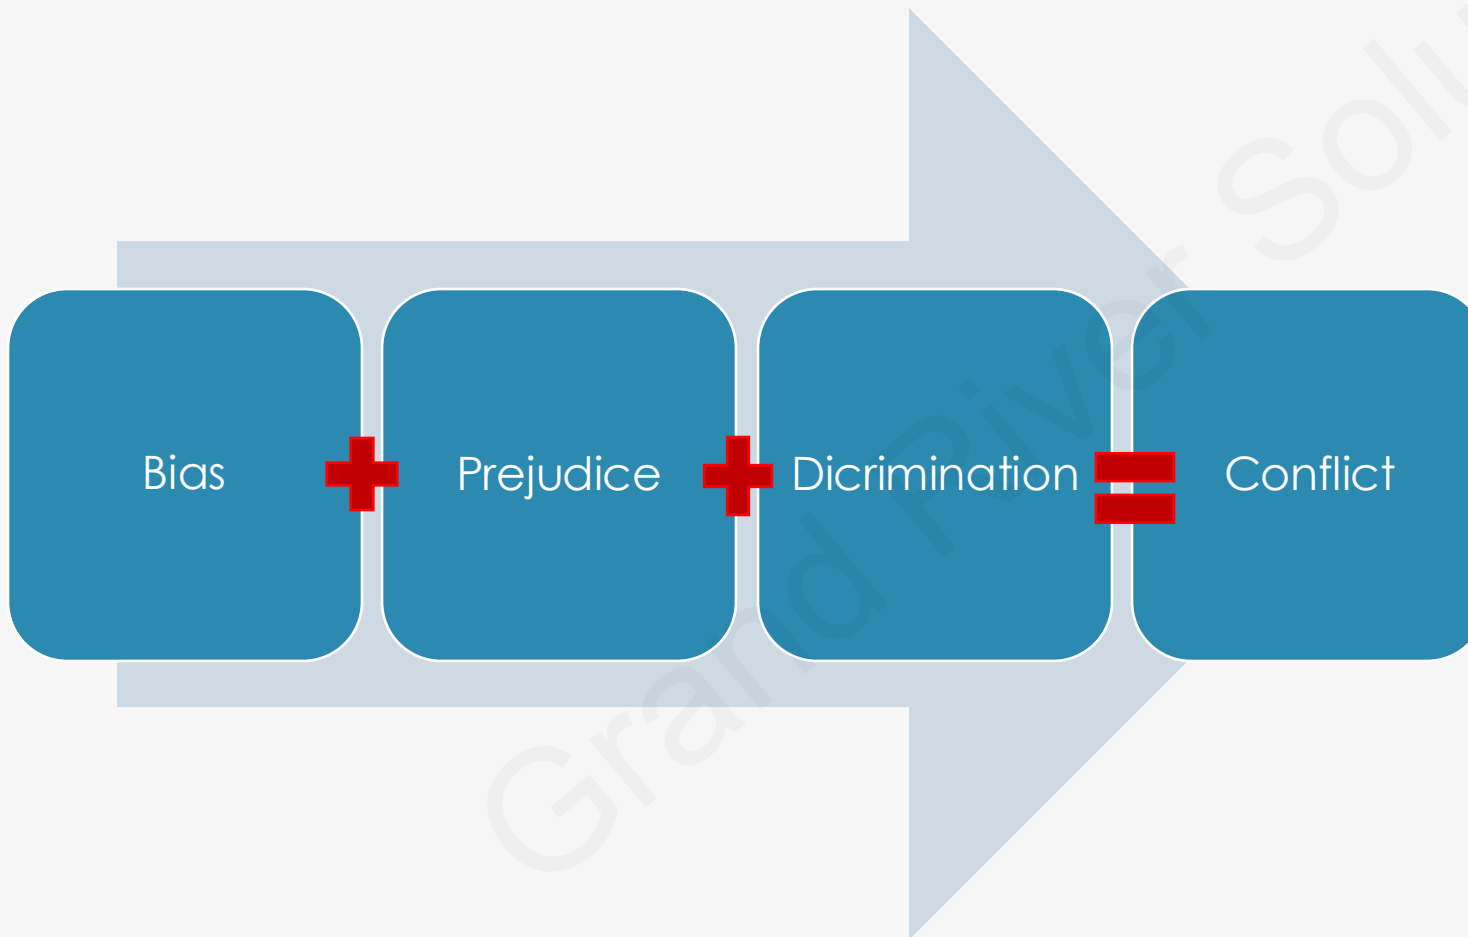 Bias
Prejudice
Dicrimination
Conflict
Grand River Solu